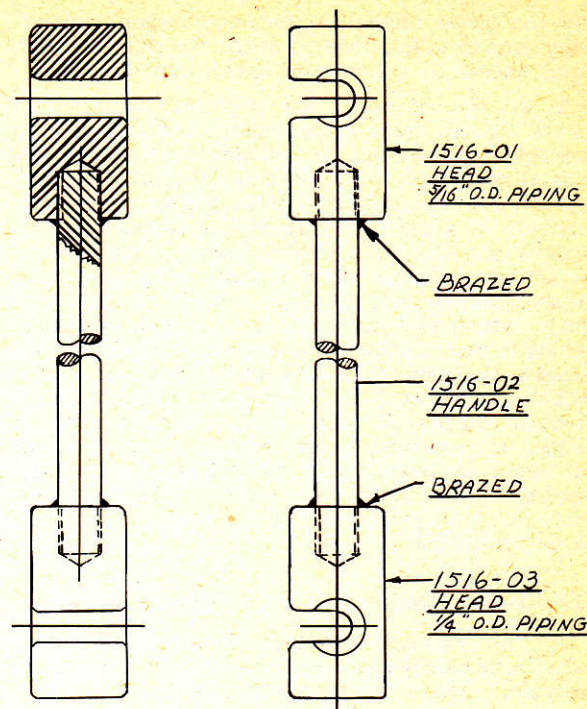 1516-01
HEAD
5/16" O.D. PIPING
BRAZED
1516-02
HANDLE
BRAZED
1516-03
HEAD
1/4" O.D. PIPING